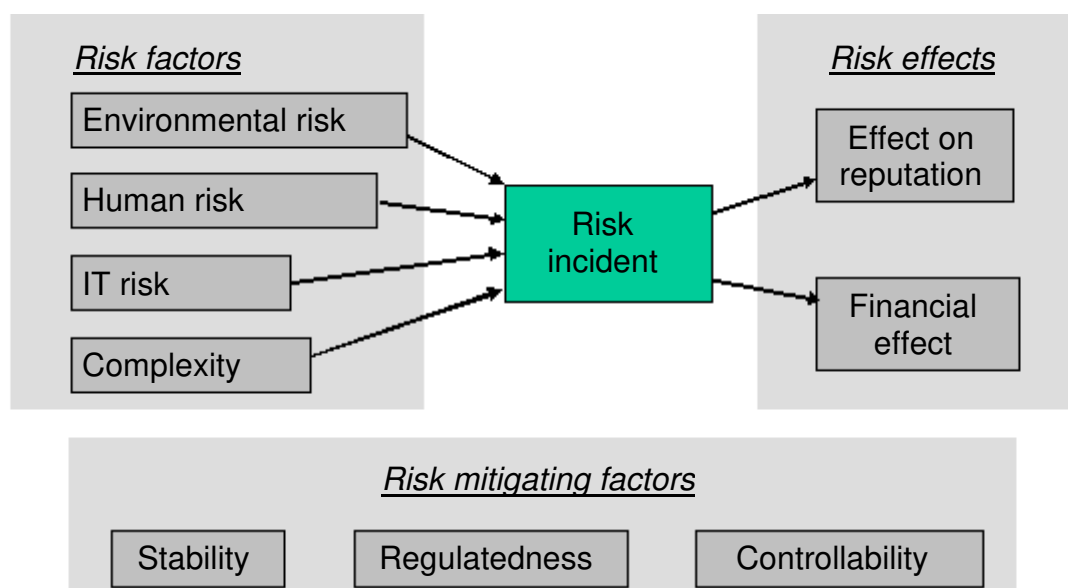 Risk factors
Environmental risk
Human risk
IT risk
Complexity
Risk
incident
Risk effects
Effect on
reputation
Financial
effect
Risk mitigating factors
Stability
Regulatedness
Controllability